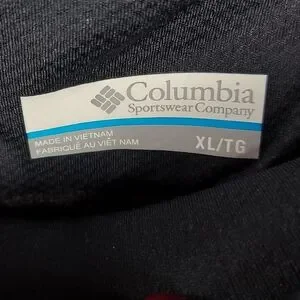 Columbia
Sportswear Company
MADE IN VIETNAM
FABRIQUÉ AU VIÊT NAM
XL/TG